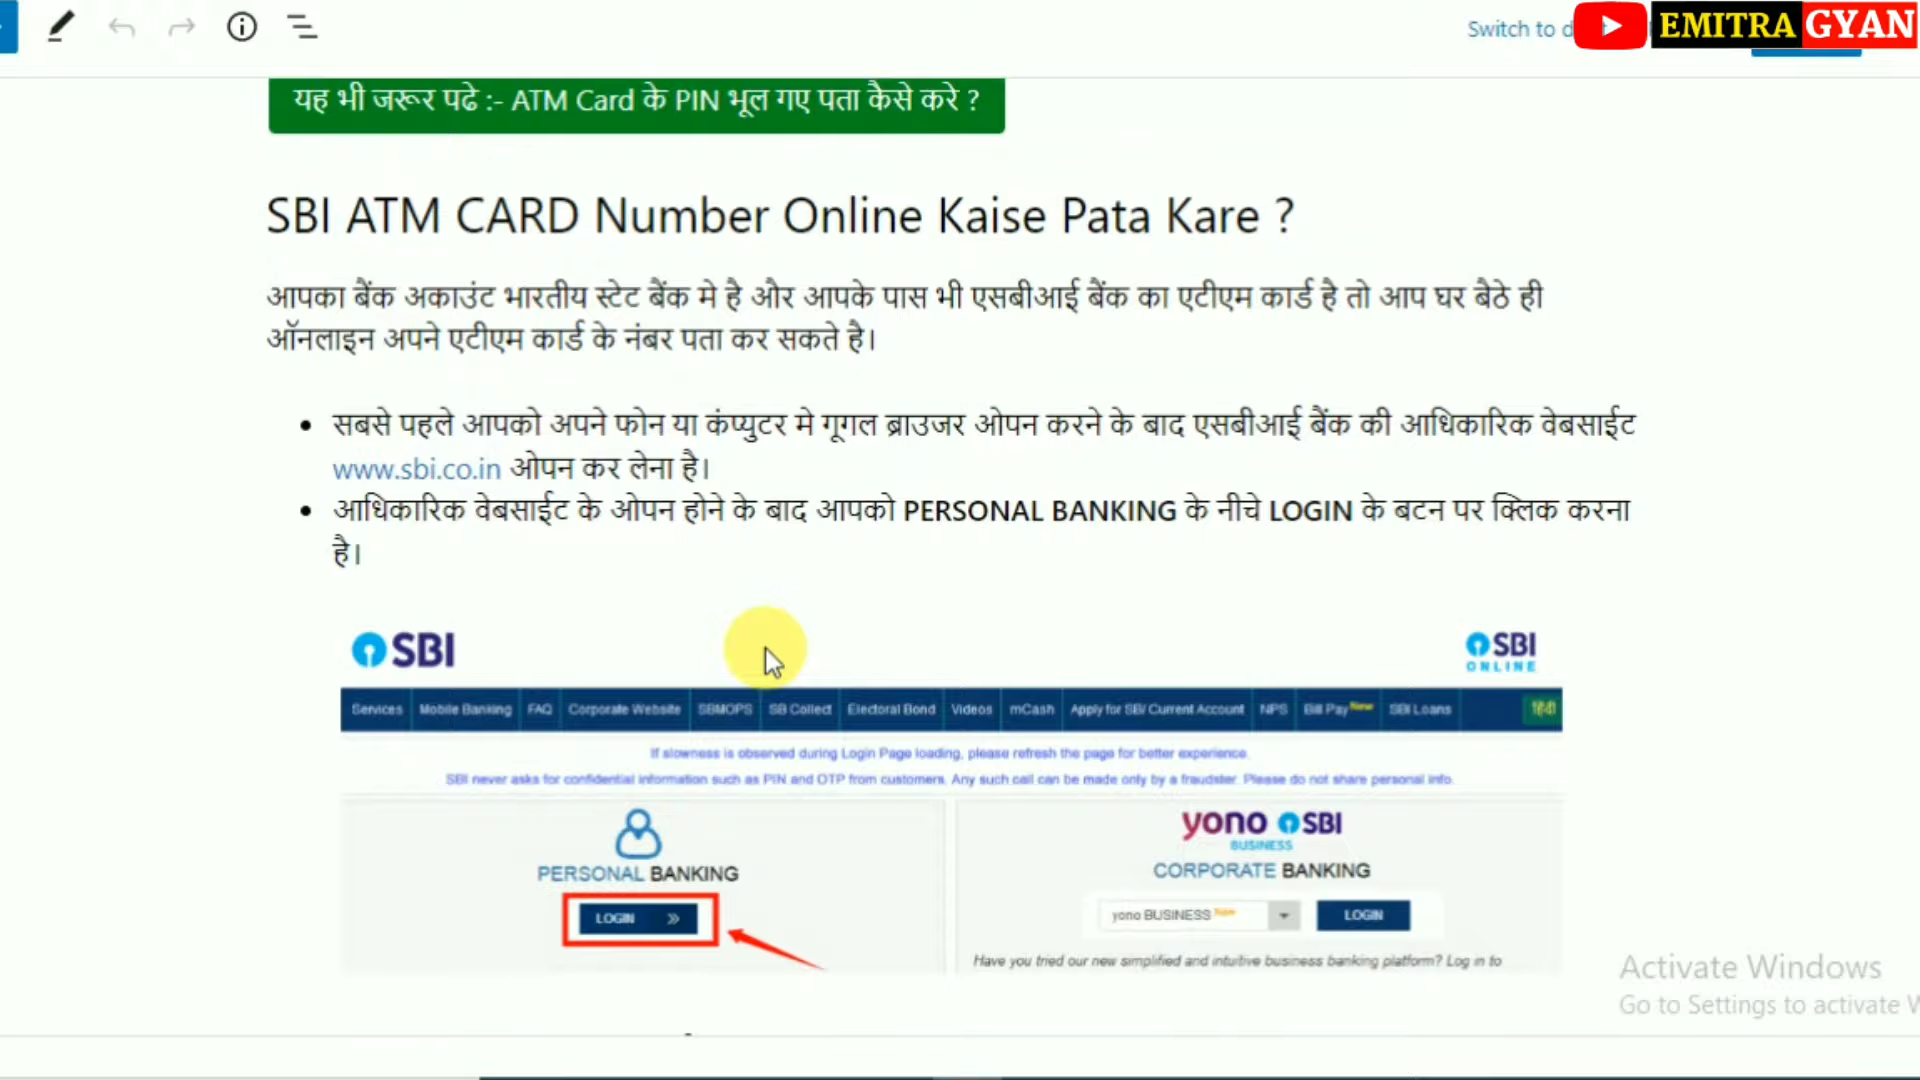 Switch to d
EMITRA GYAN
यह भी जरूर पढे :- ATM Card के PIN भूल गए पता कैसे करे ?
SBI ATM CARD Number Online Kaise Pata Kare ?
आपका बैंक अकाउंट भारतीय स्टेट बैंक मे है और आपके पास भी एसबीआई बैंक का एटीएम कार्ड है तो आप घर बैठे ही
ऑनलाइन अपने एटीएम कार्ड के नंबर पता कर सकते है।
• सबसे पहले आपको अपने फोन या कंप्युटर मे गूगल ब्राउजर ओपन करने के बाद एसबीआई बैंक की आधिकारिक वेबसाईट
www.sbi.co.in ओपन कर लेना है।
• आधिकारिक वेबसाईट के ओपन होने के बाद आपको PERSONAL BANKING के नीचे LOGIN के बटन पर क्लिक करना
है।
SBI
SBI
ONLINE
Services Mobile Banking FAQ Corporate Website SBMOPS SB Collect Electoral Bond Videos mCash Apply for SB/ Current Account NPS Bill Pay New SBI Loans हिंदी
If slowness is observed during Login Page loading, please refresh the page for better experience.
SBI never asks for confidential information such as PIN and OTP from customers. Any such call can be made only by a fraudster. Please do not share personal info.
PERSONAL BANKING
LOGIN »
yono SBI
BUSINESS
CORPORATE BANKING
yono BUSINESS New
LOGIN
Have you tried our new simplified and intuitive business banking platform? Log in to
Activate Windows
Go to Settings to activate W